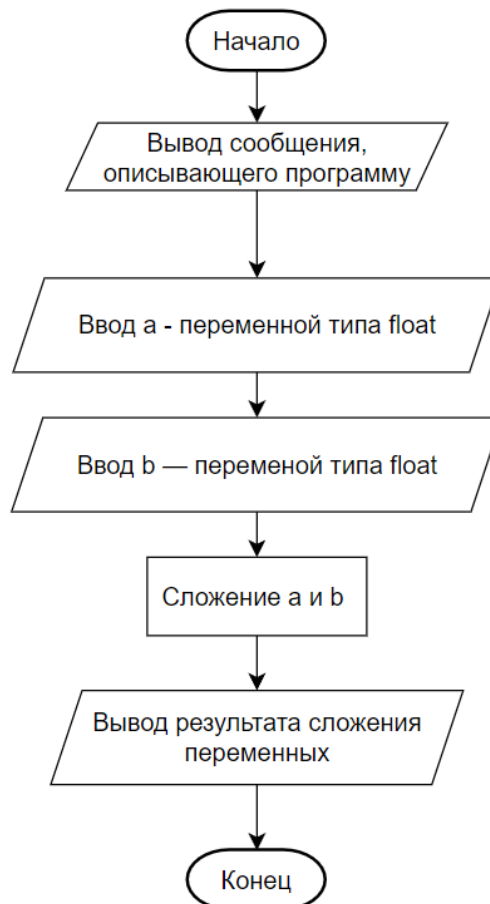 Начало
Вывод сообщения,
описывающего программу
Ввод a - переменной типа float
Ввод b — переменой типа float
Сложение a и b
Вывод результата сложения
переменных
Конец